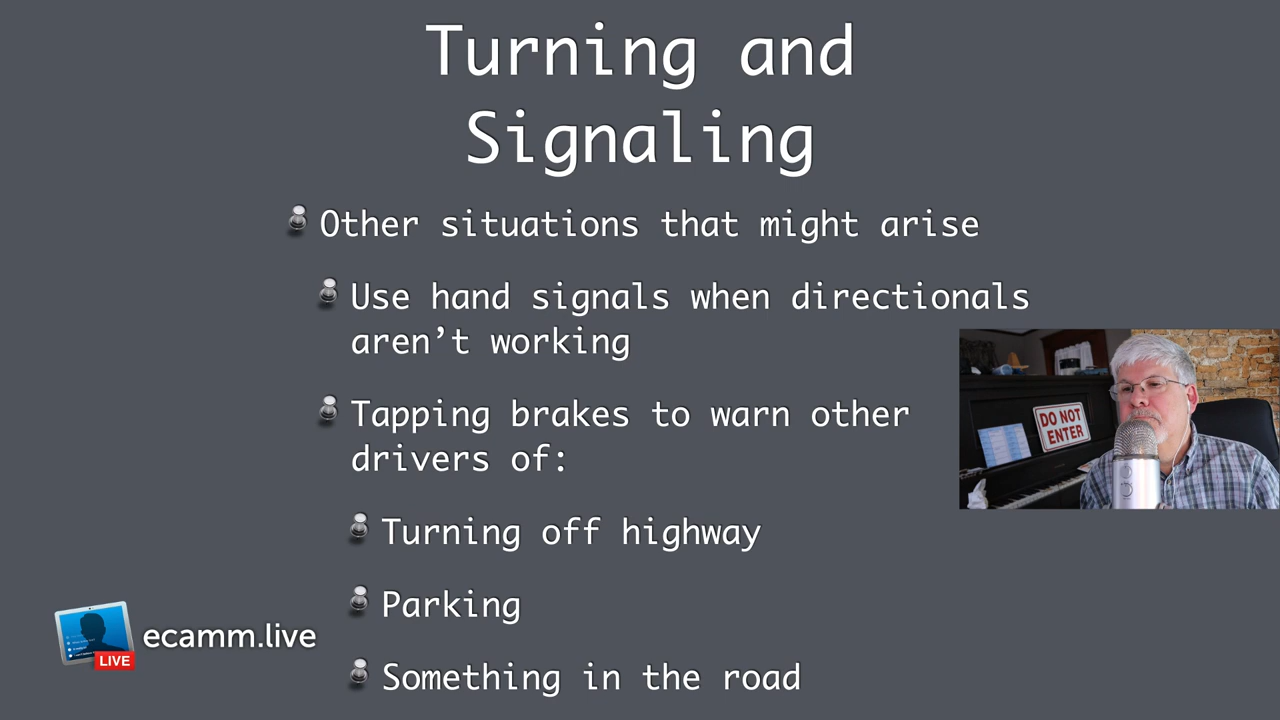 Turning and
Signaling
Other situations that might arise
Use hand signals when directionals
aren’t working
Tapping brakes to warn other
drivers of:
DO NOT
ENTER
Turning off highway
Parking
ecamm.live
LIVE
Something in the road